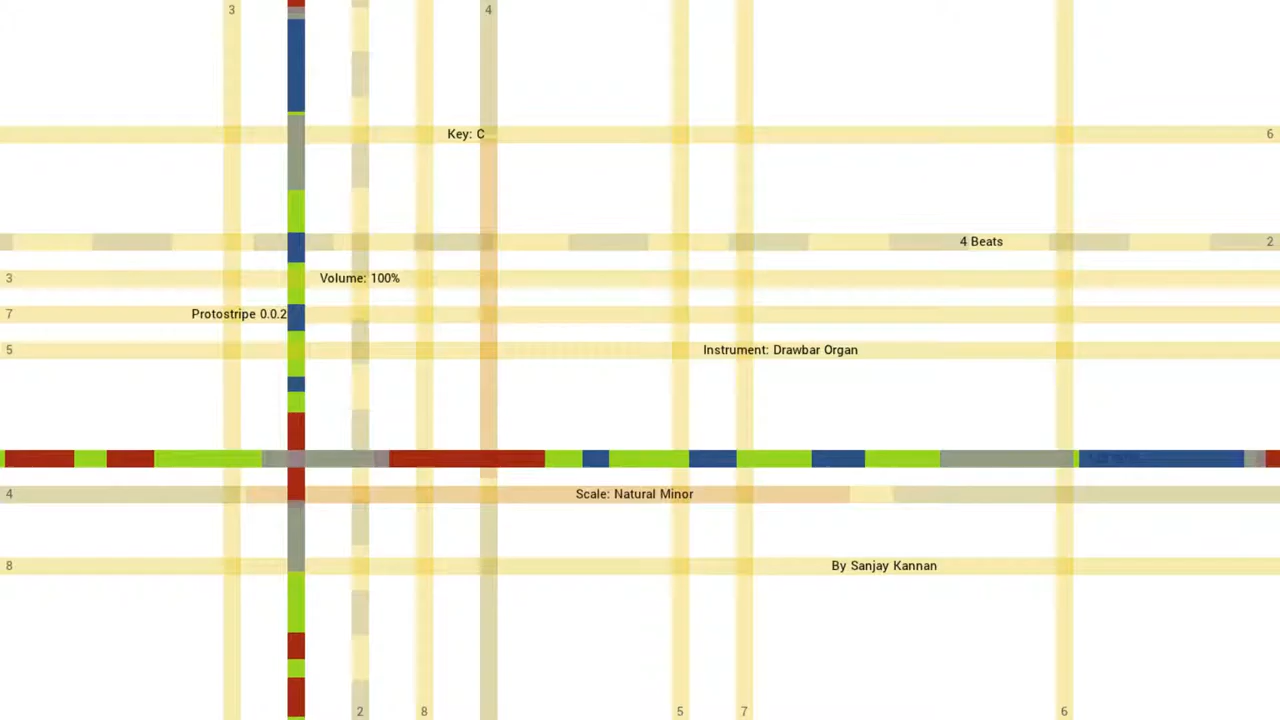 3
4
Key: C
6
4 Beats
2
3
Volume: 100%
7
Protostripe 0.0.2
5
Instrument: Drawbar Organ
4
Scale: Natural Minor
8
By Sanjay Kannan
2
8
5
7
6